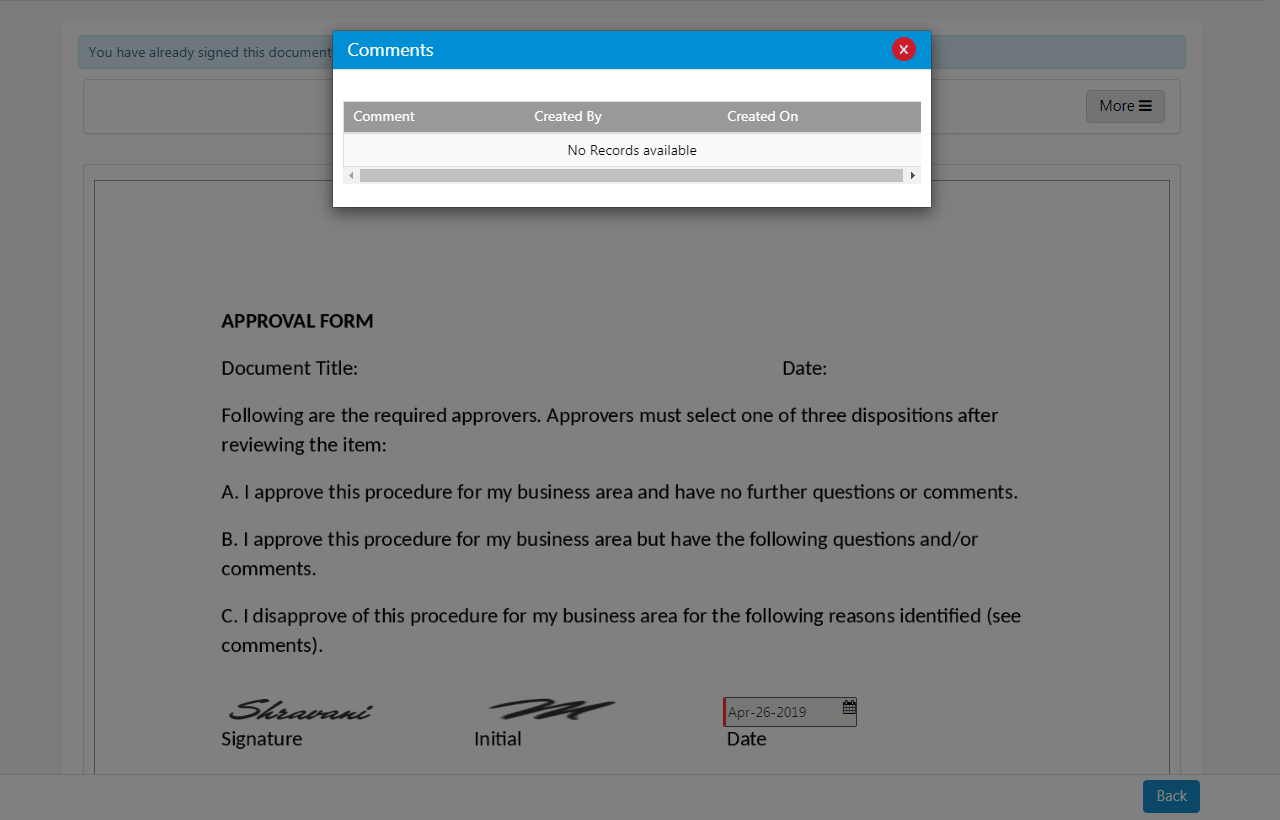 You have already signed this document
Comments
More
Comment Created By Created On
No Records available
APPROVAL FORM
Document Title: Date:
Following are the required approvers. Approvers must select one of three dispositions after
reviewing the item:
A. I approve this procedure for my business area and have no further questions or comments.
B. I approve this procedure for my business area but have the following questions and/or
comments.
C. I disapprove of this procedure for my business area for the following reasons identified (see
comments).
Shravani Apr-26-2019
Signature Initial Date
Back